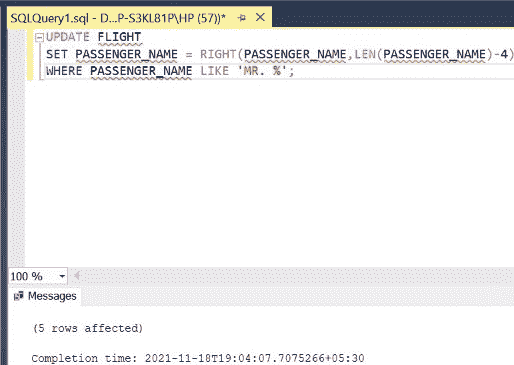 SQLQuery1.sql - D...P-S3KL81P\HP (57))*
UPDATE FLIGHT
SET PASSENGER_NAME = RIGHT(PASSENGER_NAME,LEN(PASSENGER_NAME)-4)
WHERE PASSENGER_NAME LIKE 'MR. %';
100 %
Messages
(5 rows affected)
Completion time: 2021-11-18T19:04:07.7075266+05:30